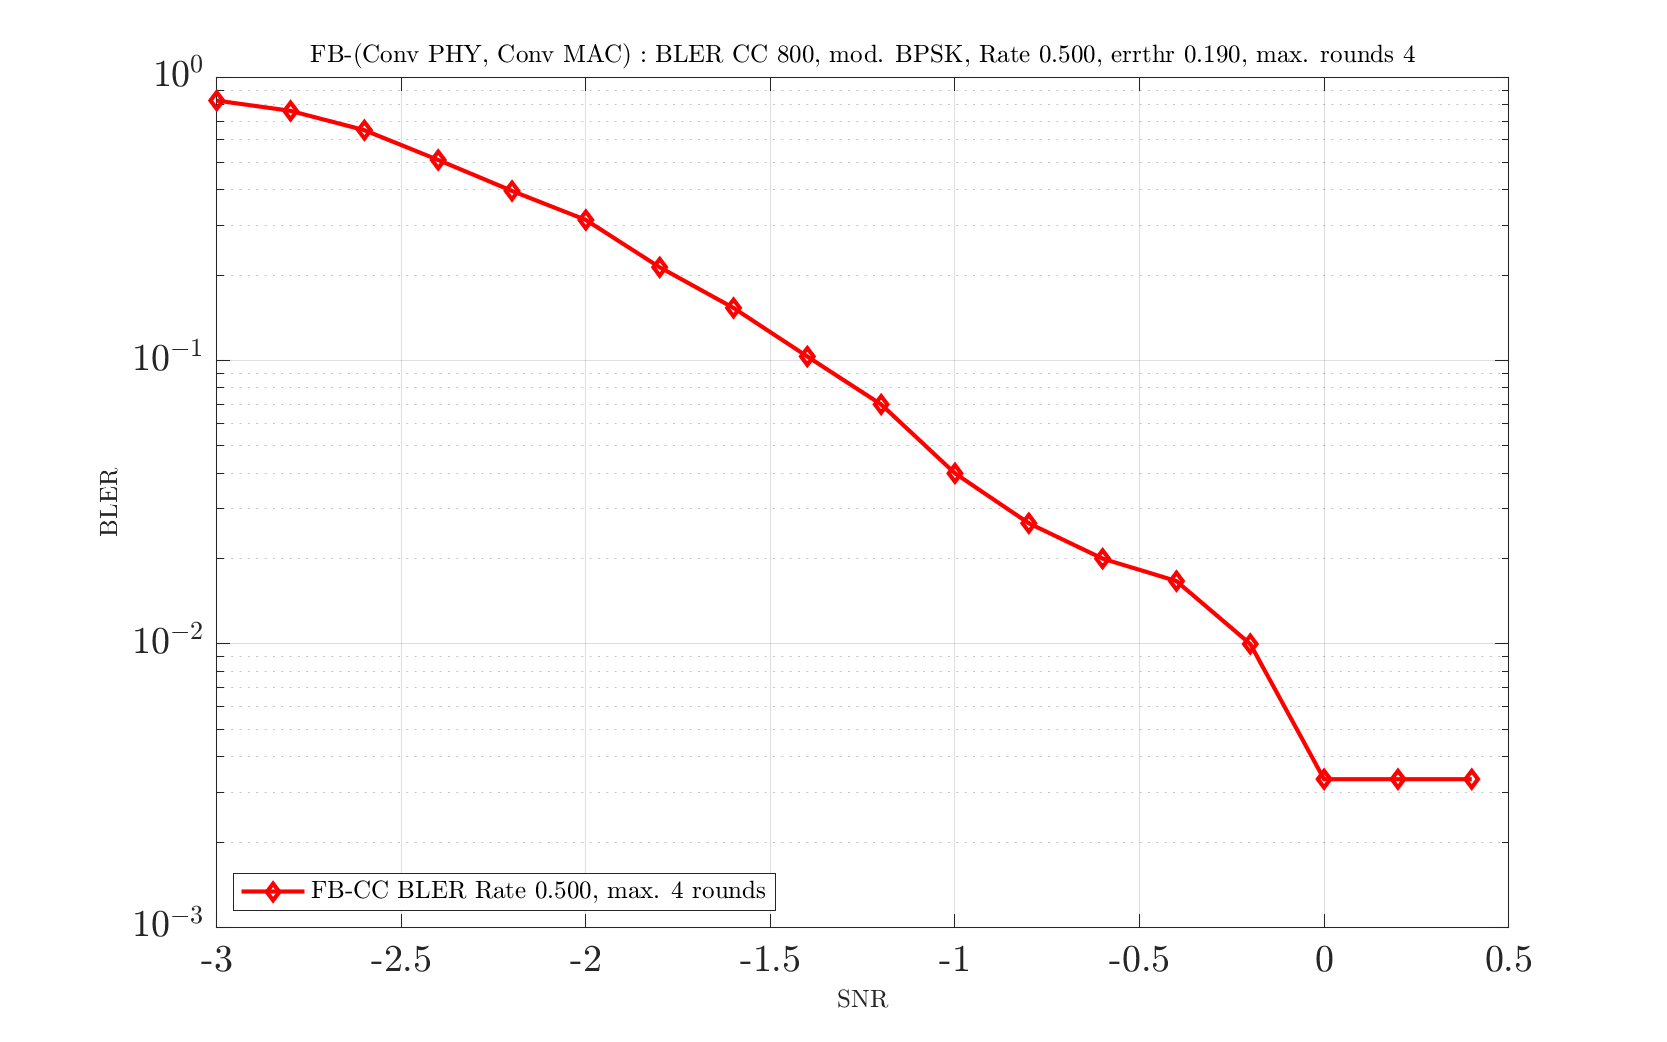 FB-(Conv PHY, Conv MAC) : BLER CC 800, mod. BPSK, Rate 0.500, errthr 0.190, max. rounds 4
10⁰
10⁻¹
10⁻²
10⁻³
BLER
FB-CC BLER Rate 0.500, max. 4 rounds
-3 -2.5 -2 -1.5 -1 -0.5 0 0.5
SNR